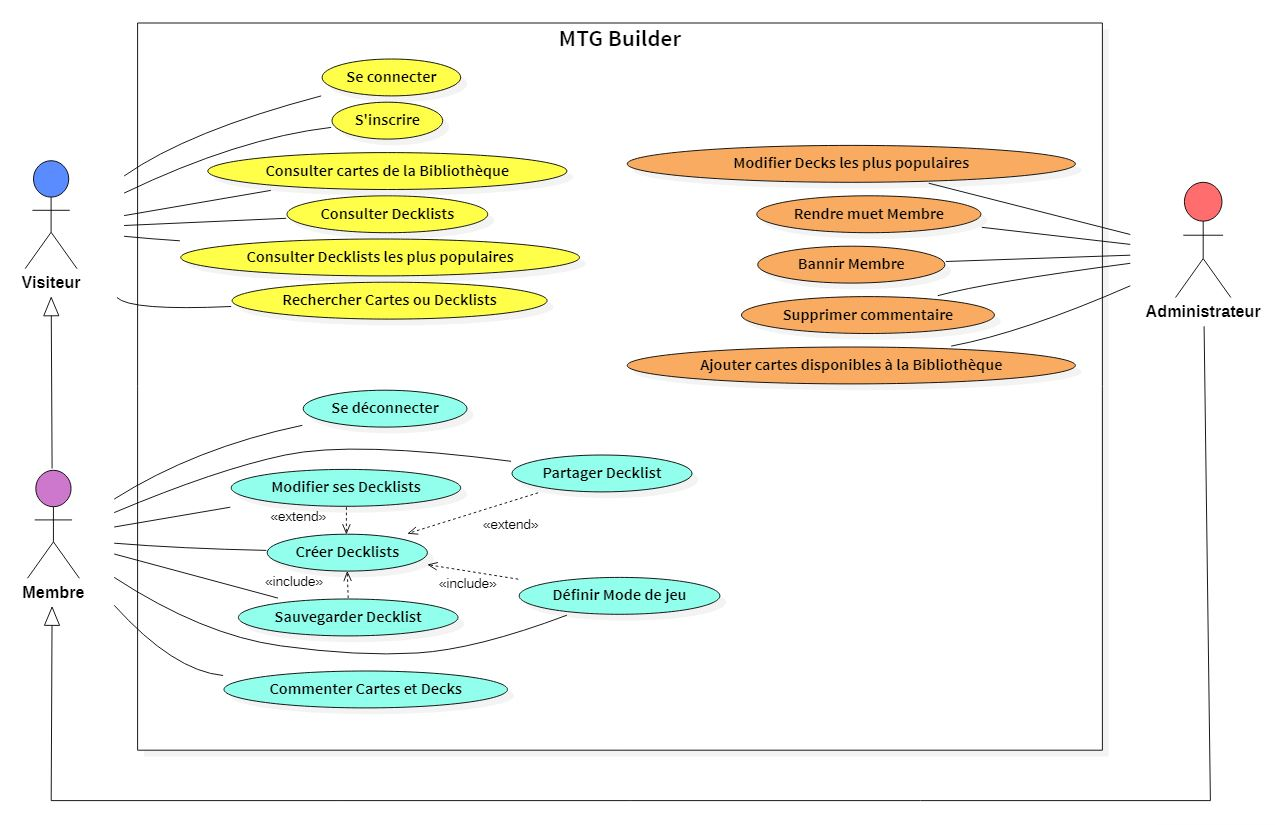 MTG Builder
Se connecter
S'inscrire
Consulter cartes de la Bibliothèque
Consulter Decklists
Consulter Decklists les plus populaires
Rechercher Cartes ou Decklists
Visiteur
Modifier Decks les plus populaires
Rendre muet Membre
Bannir Membre
Supprimer commentaire
Ajouter cartes disponibles à la Bibliothèque
Administrateur
Se déconnecter
Partager Decklist
Modifier ses Decklists
«extend»
«extend»
Créer Decklists
«include»
«include»
Définir Mode de jeu
Sauvegarder Decklist
Commenter Cartes et Decks
Membre